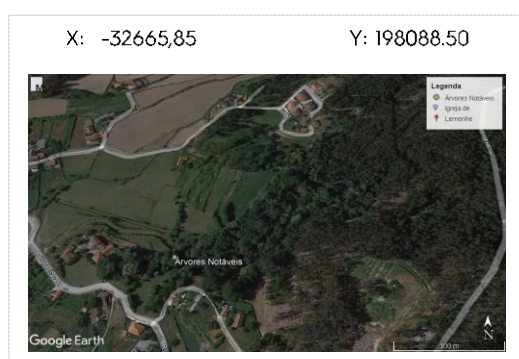 X: -32665,85 Y: 198088.50
M
Legenda
Árvores Notáveis
Igreja de
Lemenhe
Árvores Notáveis
Google Earth
100 m
N